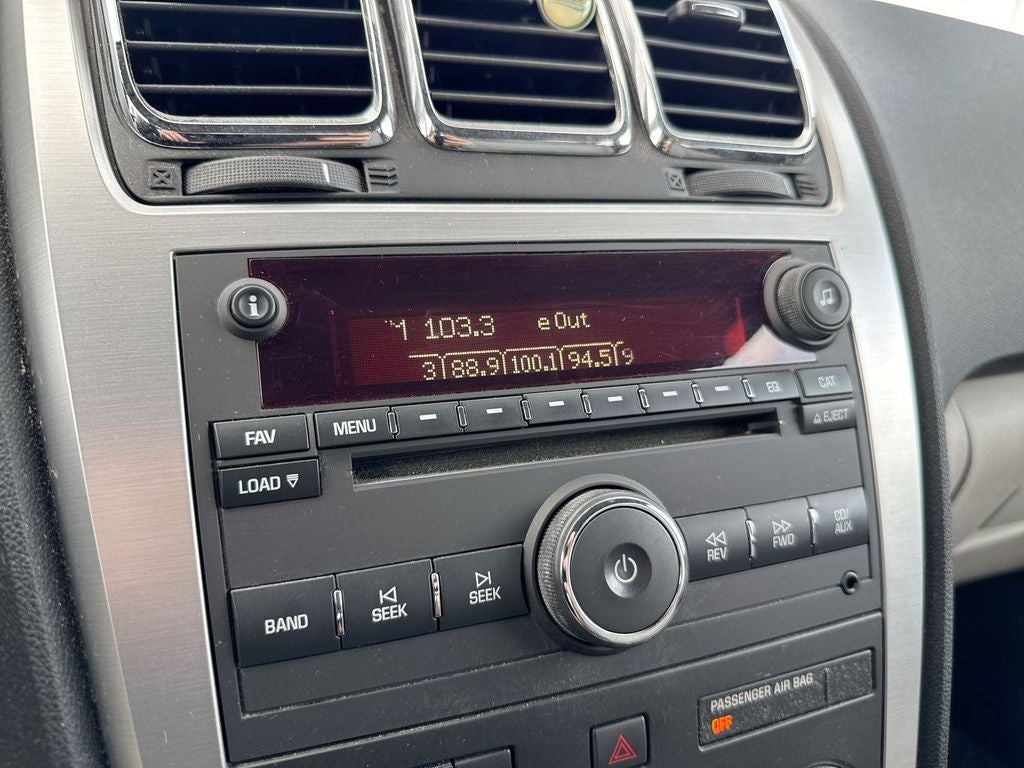 103.3 e Out
3 88.9 100.1 94.5 9
FAV MENU EQ CAT
LOAD EJECT
BAND SEEK SEEK REV FWD CD/
AUX
PASSENGER AIR BAG
OFF